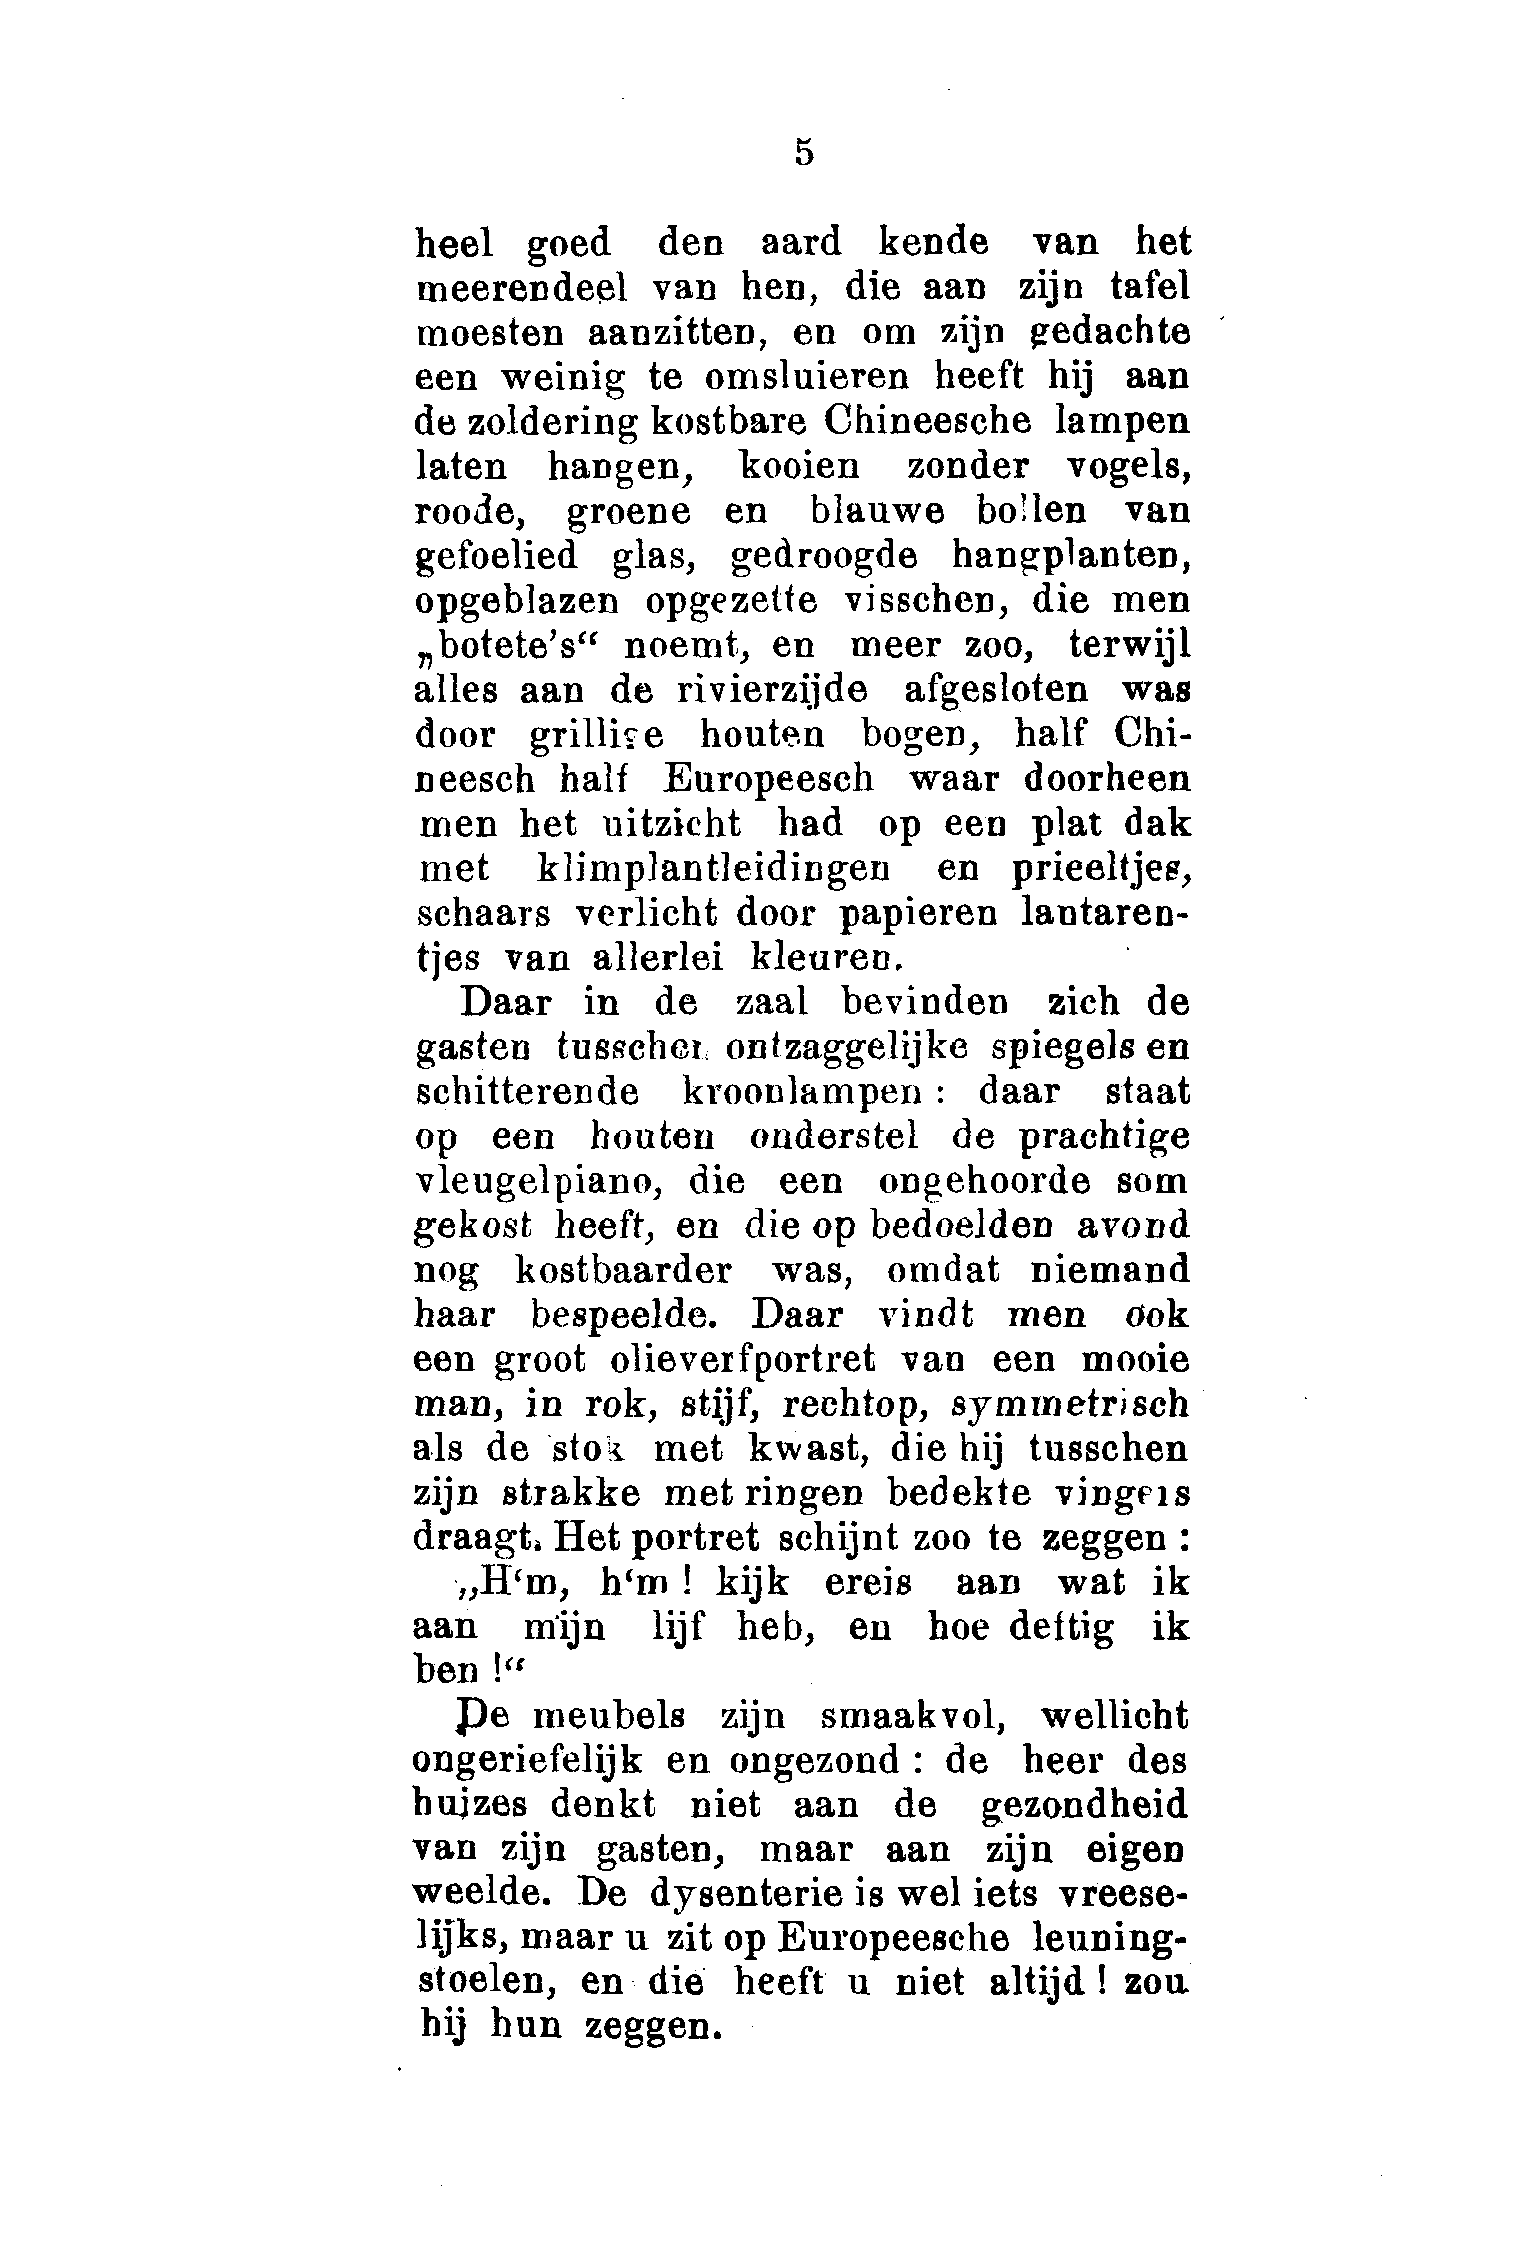 5
heel goed den aard kende van het
meerendeel van hen, die aan zijn tafel
moesten aanzitten, en om zijn gedachte
een weinig te omsluieren heeft hij aan
de zoldering kostbare Chineesche lampen
laten hangen, kooien zonder vogels,
roode, groene en blauwe bollen van
gefoelied glas, gedroogde hangplanten,
opgeblazen opgezette visschen, die men
„botete's“ noemt, en meer zoo, terwijl
alles aan de rivierzijde afgesloten was
door grillige houten bogen, half Chi-
neesch half Europeesch waar doorheen
men het uitzicht had op een plat dak
met klimplantleidingen en prieeltjes,
schaars verlicht door papieren lantaren-
tjes van allerlei kleuren.
Daar in de zaal bevinden zich de
gasten tusschen ontzaggelijke spiegels en
schitterende kroonlampen : daar staat
op een houten onderstel de prachtige
vleugelpiano, die een ongehoorde som
gekost heeft, en die op bedoelden avond
nog kostbaarder was, omdat niemand
haar bespeelde. Daar vindt men ook
een groot olieverfportret van een mooie
man, in rok, stijf, rechtop, symmetrisch
als de stok met kwast, die hij tusschen
zijn strakke met ringen bedekte vingers
draagt. Het portret schijnt zoo te zeggen :
„H‘m, h‘m ! kijk ereis aan wat ik
aan mijn lijf heb, en hoe deftig ik
ben !“
De meubels zijn smaakvol, wellicht
ongeriefelijk en ongezond : de heer des
huizes denkt niet aan de gezondheid
van zijn gasten, maar aan zijn eigen
weelde. De dysenterie is wel iets vreese-
lijks, maar u zit op Europeesche leuning-
stoelen, en die heeft u niet altijd ! zou
hij hun zeggen.